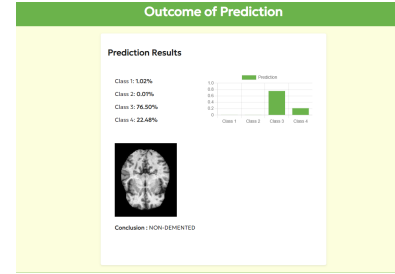 Outcome of Prediction
Prediction Results
Class 1: 1.02%
Class 2: 0.01%
Class 3: 76.50%
Class 4: 22.48%
Prediction
1.0
0.8
0.6
0.4
0.2
0
Class 1 Class 2 Class 3 Class 4
Conclusion : NON-DEMENTED